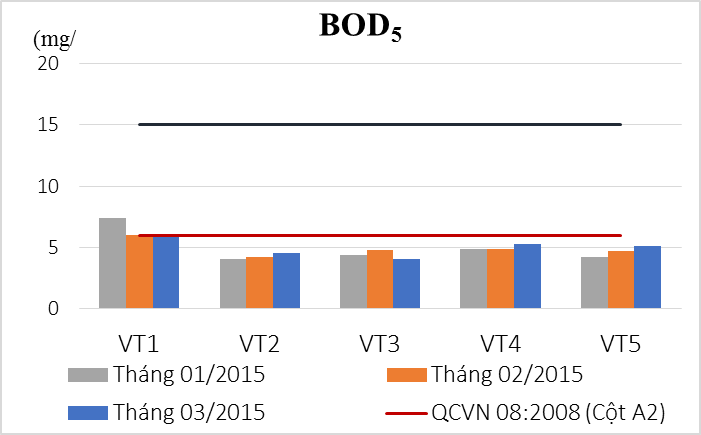 BOD5
(mg/
20
15
10
5
0
VT1 VT2 VT3 VT4 VT5
Tháng 01/2015 Tháng 02/2015
Tháng 03/2015 QCVN 08:2008 (Cột A2)